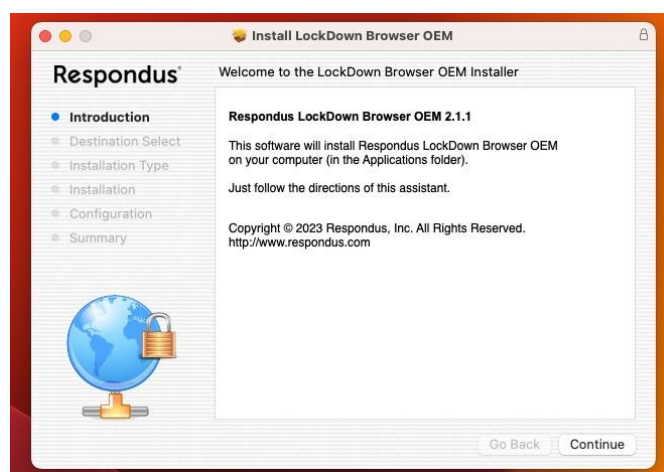 Install LockDown Browser OEM
Respondus
Welcome to the LockDown Browser OEM Installer
Introduction
Destination Select
Installation Type
Installation
Configuration
Summary
Respondus LockDown Browser OEM 2.1.1
This software will install Respondus LockDown Browser OEM
on your computer (in the Applications folder).
Just follow the directions of this assistant.
Copyright © 2023 Respondus, Inc. All Rights Reserved.
http://www.respondus.com
Go Back
Continue